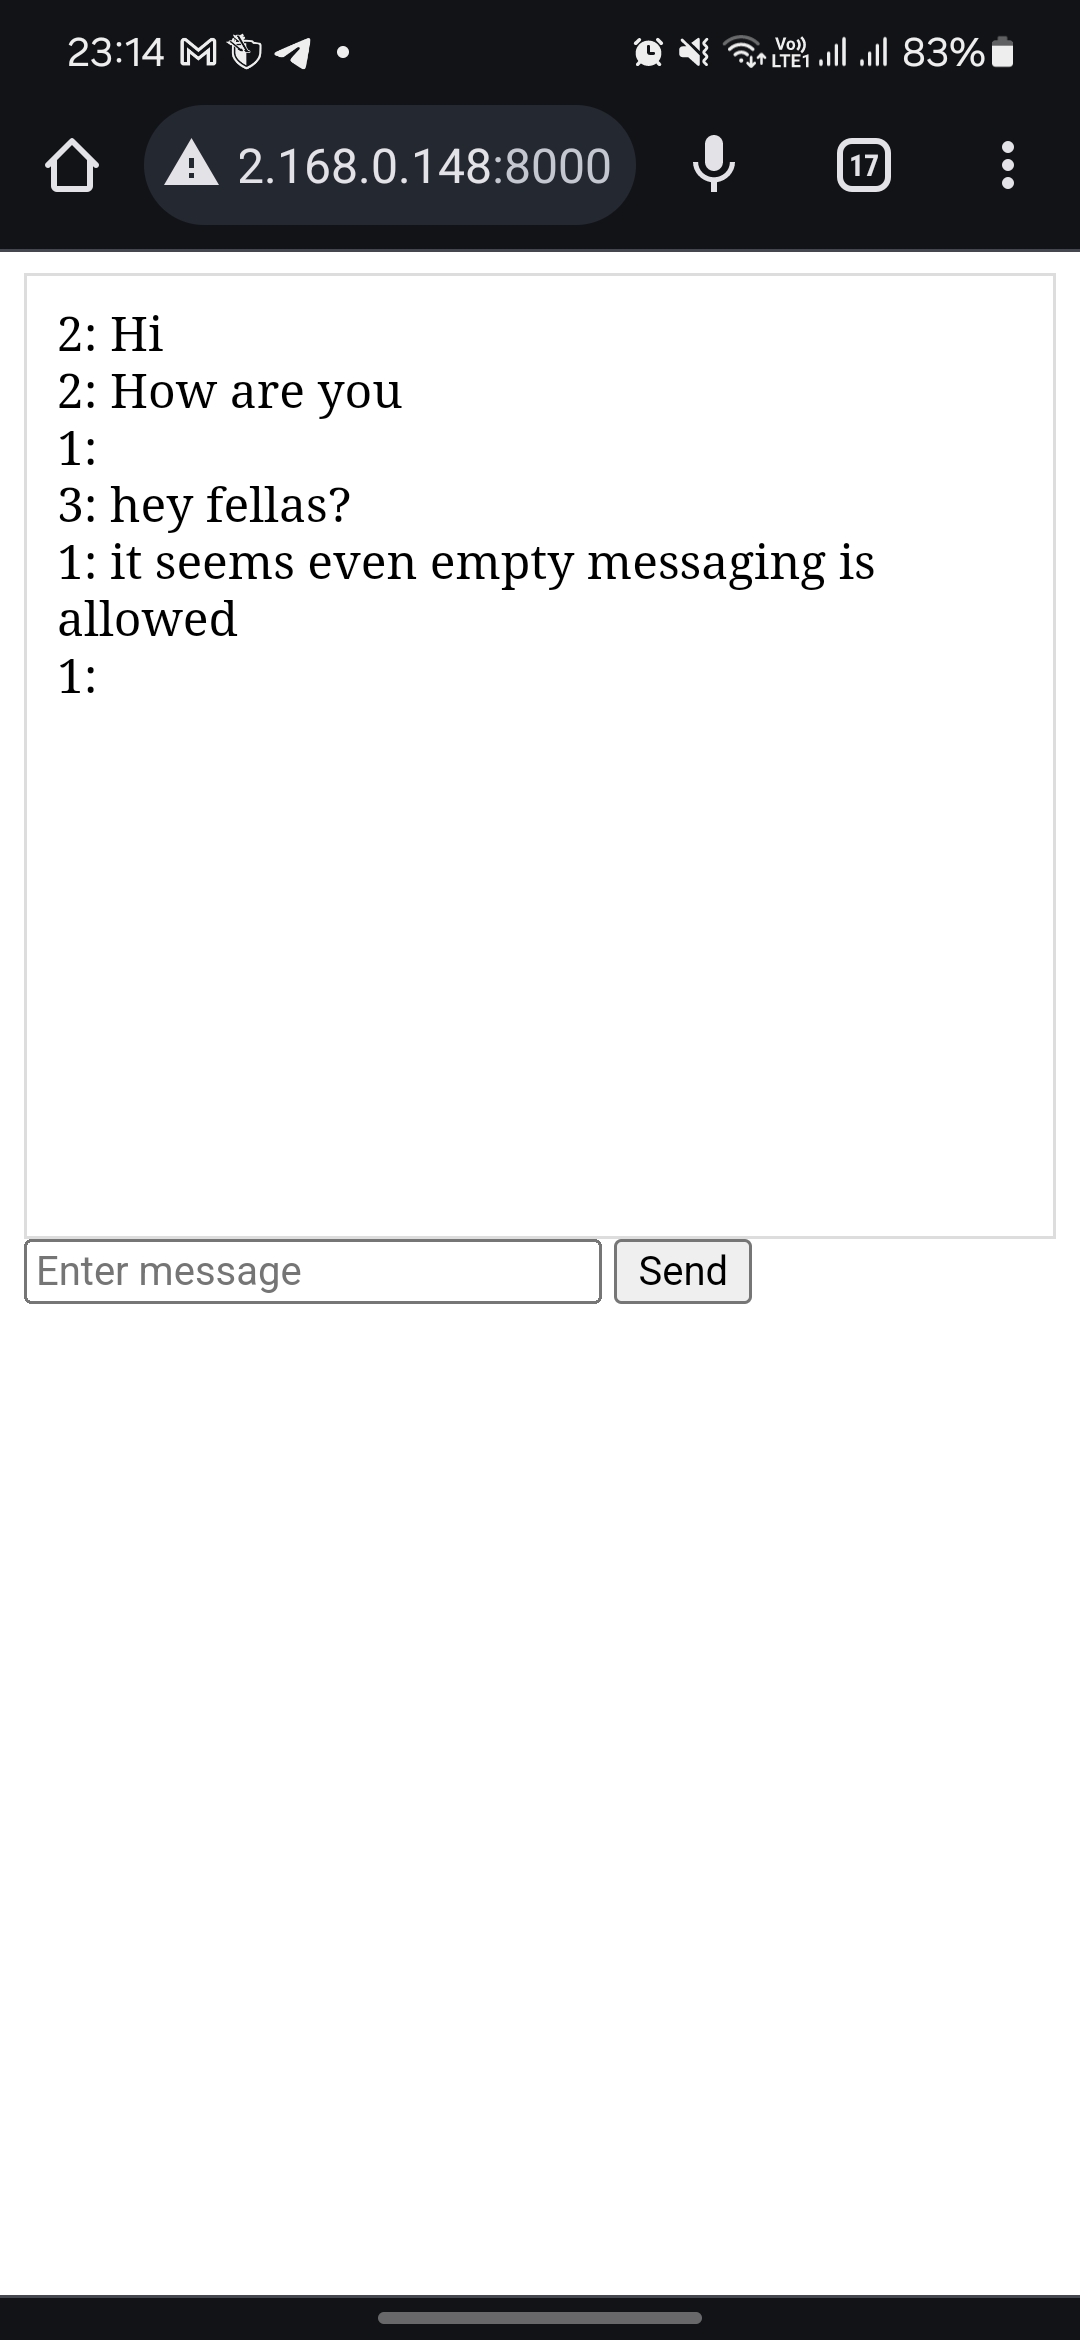 23:14
Vo))
LTE1
83%
2.168.0.148:8000
17
2: Hi
2: How are you
1:
3: hey fellas?
1: it seems even empty messaging is
allowed
1:
Enter message
Send